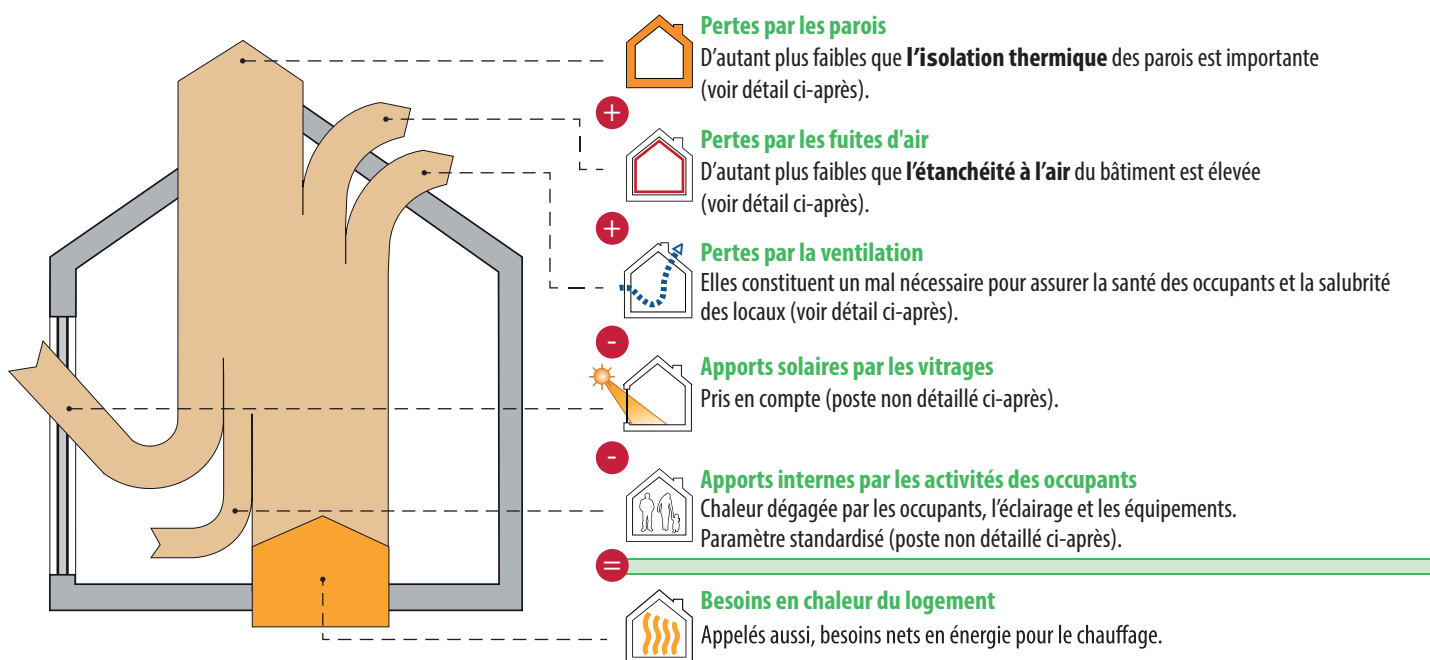 Pertes par les parois
D'autant plus faibles que l'isolation thermique des parois est importante
(voir détail ci-après).
+
Pertes par les fuites d'air
D'autant plus faibles que l'étanchéité à l'air du bâtiment est élevée
(voir détail ci-après).
+
Pertes par la ventilation
Elles constituent un mal nécessaire pour assurer la santé des occupants et la salubrité
des locaux (voir détail ci-après).
-
Apports solaires par les vitrages
Pris en compte (poste non détaillé ci-après).
-
Apports internes par les activités des occupants
Chaleur dégagée par les occupants, l'éclairage et les équipements.
Paramètre standardisé (poste non détaillé ci-après).
=
Besoins en chaleur du logement
Appelés aussi, besoins nets en énergie pour le chauffage.